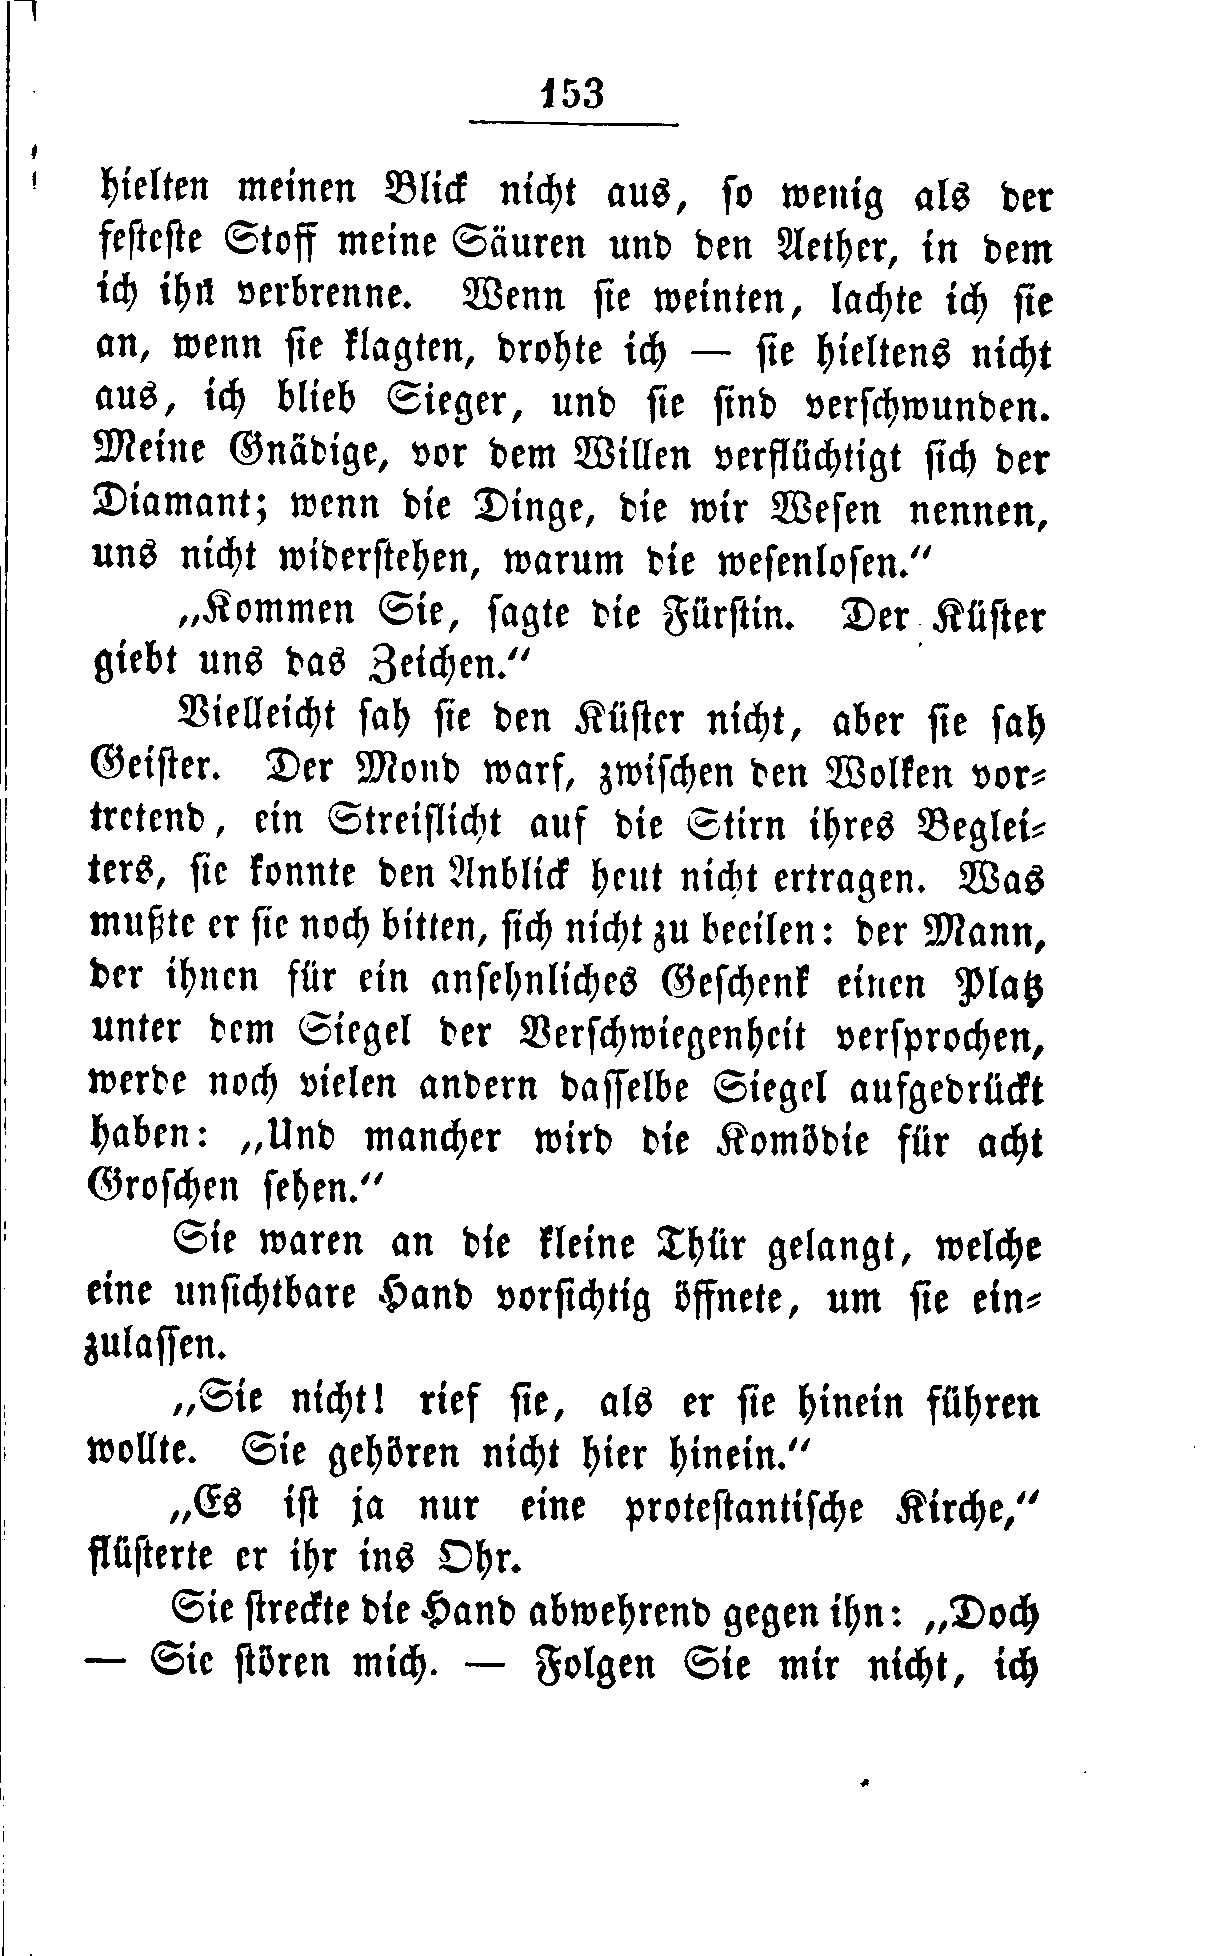 153
hielten meinen Blick nicht aus, so wenig als der
festeste Stoff meine Säuren und den Aether, in dem
ich ihn verbrenne. Wenn sie weinten, lachte ich sie
an, wenn sie klagten, drohte ich — sie hieltens nicht
aus, ich blieb Sieger, und sie sind verschwunden.
Meine Gnädige, vor dem Willen verflüchtigt sich der
Diamant; wenn die Dinge, die wir Wesen nennen,
uns nicht widerstehen, warum die wesenlosen.“
„Kommen Sie, sagte die Fürstin. Der Küster
giebt uns das Zeichen.“
Vielleicht sah sie den Küster nicht, aber sie sah
Geister. Der Mond warf, zwischen den Wolken vor-
tretend, ein Streiflicht auf die Stirn ihres Beglei-
ters, sie konnte den Anblick heut nicht ertragen. Was
mußte er sie noch bitten, sich nicht zu beeilen: der Mann,
der ihnen für ein ansehnliches Geschenk einen Platz
unter dem Siegel der Verschwiegenheit versprochen,
werde noch vielen andern dasselbe Siegel aufgedrückt
haben: „Und mancher wird die Komödie für acht
Groschen sehen.“
Sie waren an die kleine Thür gelangt, welche
eine unsichtbare Hand vorsichtig öffnete, um sie ein-
zulassen.
„Sie nicht! rief sie, als er sie hinein führen
wollte. Sie gehören nicht hier hinein.“
„Es ist ja nur eine protestantische Kirche,“
flüsterte er ihr ins Ohr.
Sie streckte die Hand abwehrend gegen ihn: „Doch
— Sie stören mich. — Folgen Sie mir nicht, ich